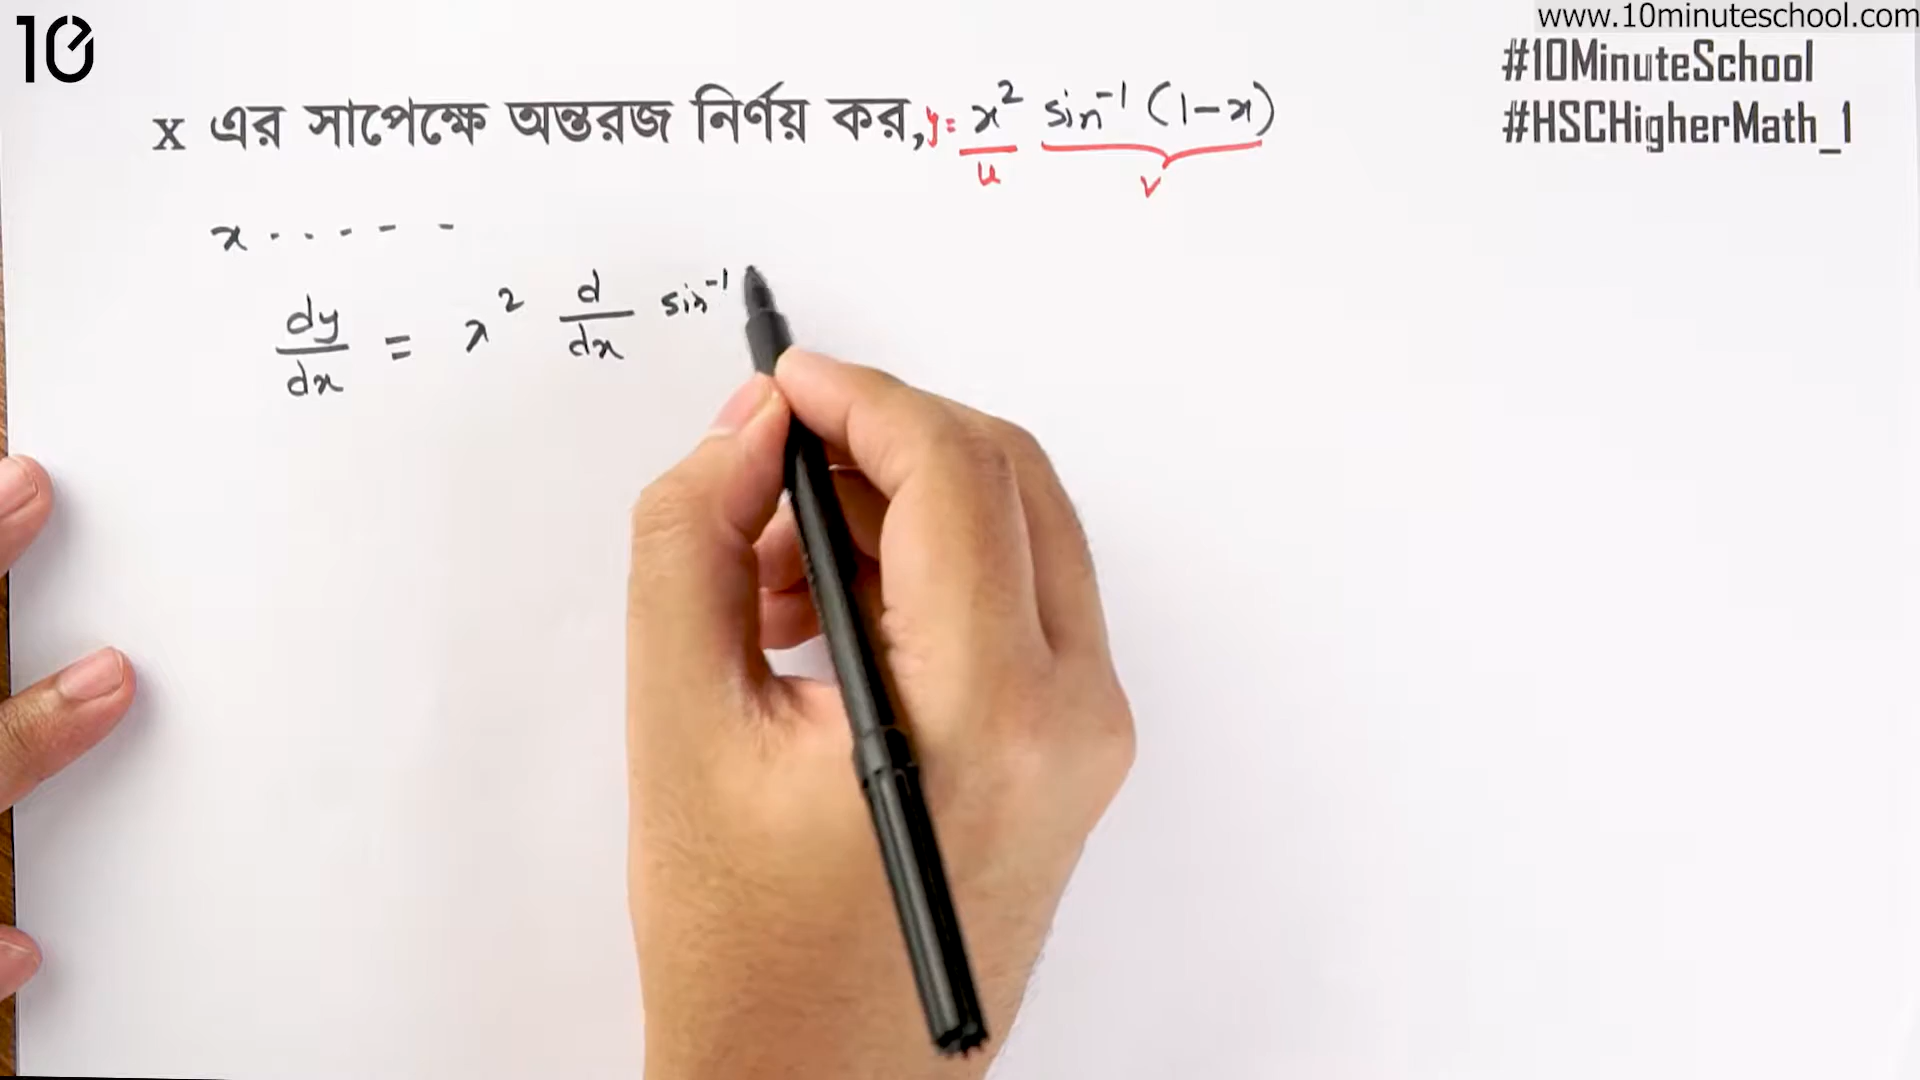 10
www.10minuteschool.com
#10MinuteSchool
#HSCHigherMath_1
x এর সাপেক্ষে অন্তরজ নির্ণয় কর, y = x² sin⁻¹ (1-x)
u v
x . . - - -
dy/dx = x² d/dx sin⁻¹